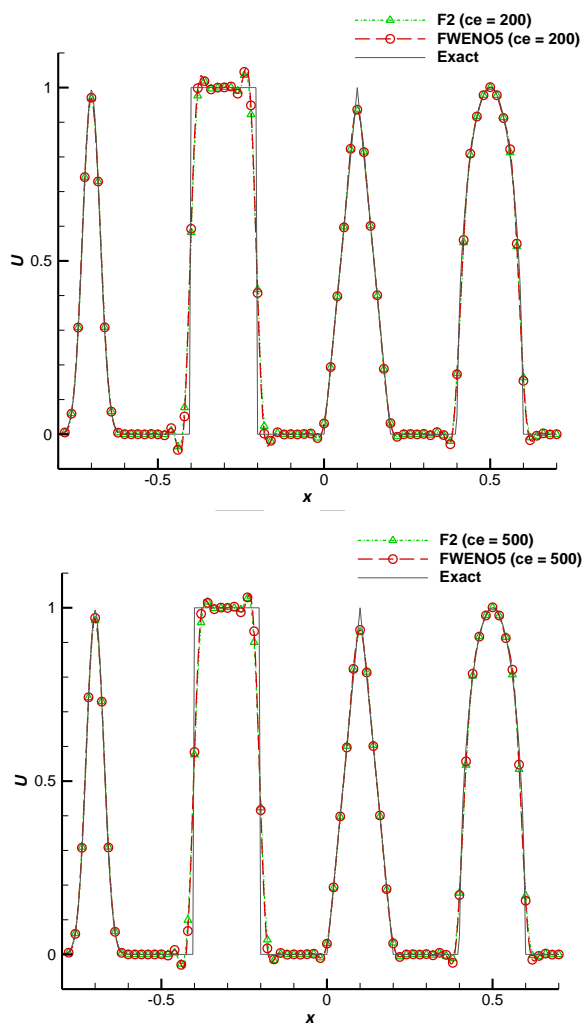 F2 (ce = 200)
FWENO5 (ce = 200)
Exact
1
0.5
0
U
-0.5
0
0.5
x
F2 (ce = 500)
FWENO5 (ce = 500)
Exact
1
0.5
0
U
-0.5
0
0.5
x